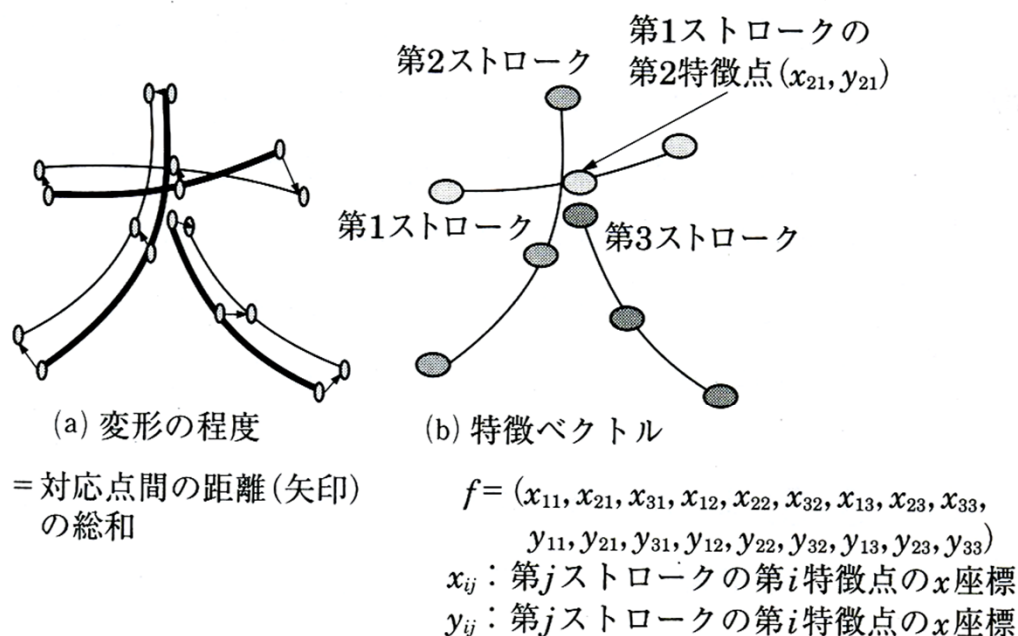 第1ストロークの
第2特徴点(x21, y21)
第2ストローク
第1ストローク
第3ストローク
(a) 変形の程度
=対応点間の距離(矢印)
の総和
(b) 特徴ベクトル
f=(x11, x21, x31, x12, x22, x32, x13, x23, x33,
y11, y21, y31, y12, y22, y32, y13, y23, y33)
xij:第jストロークの第i特徴点のx座標
yij:第jストロークの第i特徴点のx座標